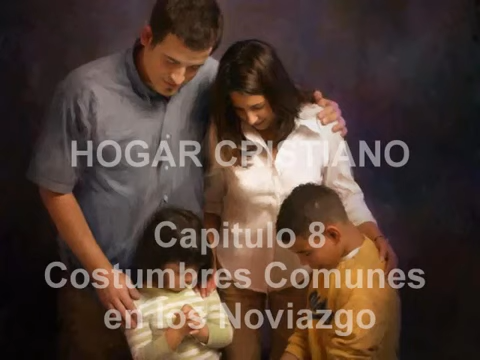 HOGAR CRISTIANO
Capitulo 8
Costumbres Comunes
en los Noviazgo